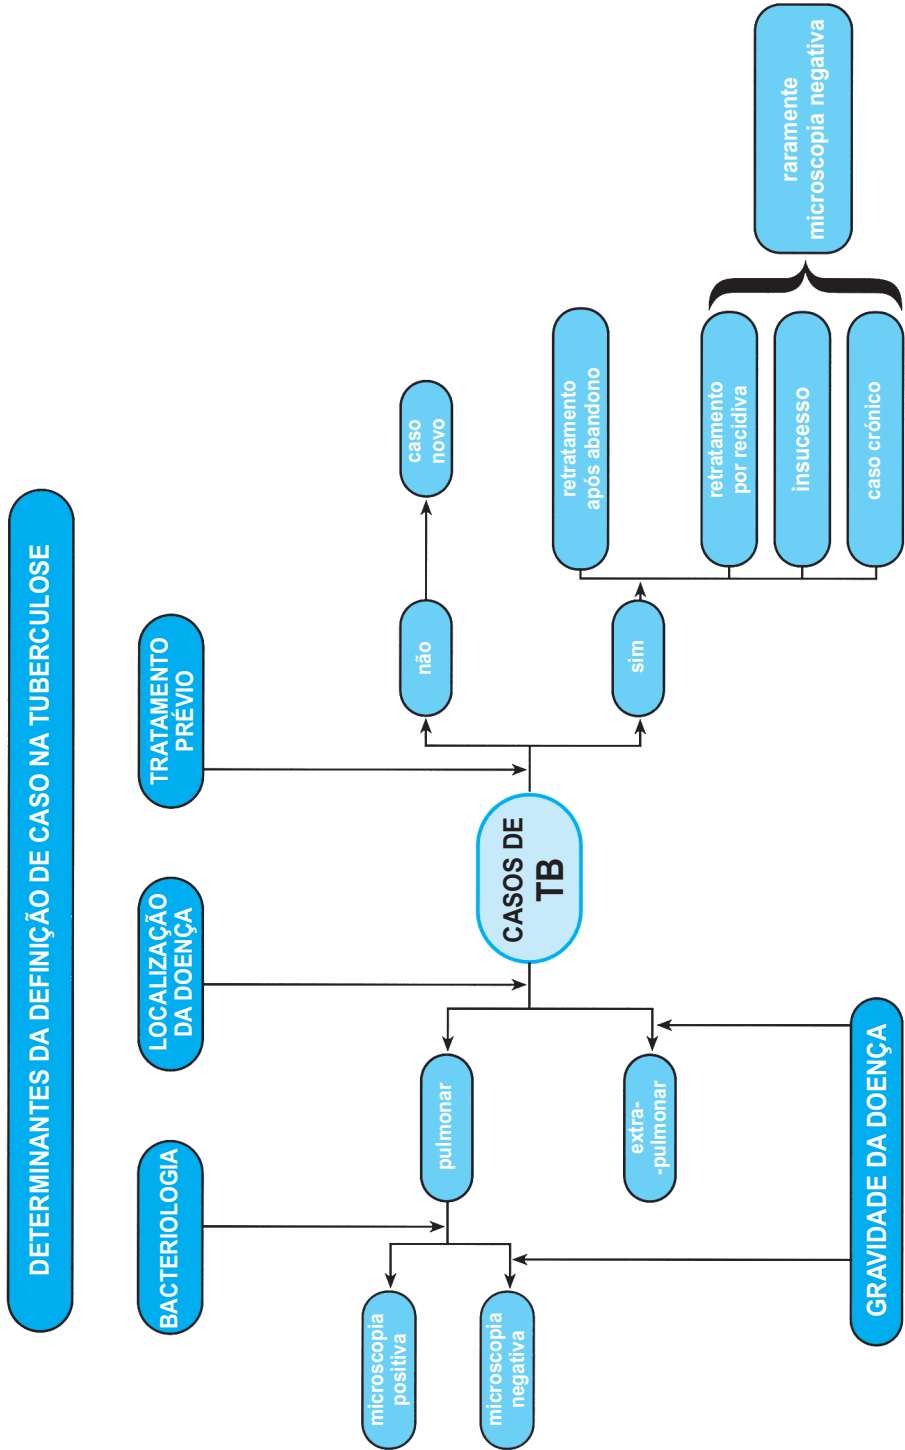 DETERMINANTES DA DEFINIÇÃO DE CASO NA TUBERCULOSE
BACTERIOLOGIA
LOCALIZAÇÃO
DA DOENÇA
TRATAMENTO
PRÉVIO
microscopia
positiva
microscopia
negativa
pulmonar
extra-
-pulmonar
CASOS DE
TB
não
sim
caso
novo
retratamento
após abandono
retratamento
por recidiva
insucesso
caso crónico
raramente
microscopia negativa
GRAVIDADE DA DOENÇA